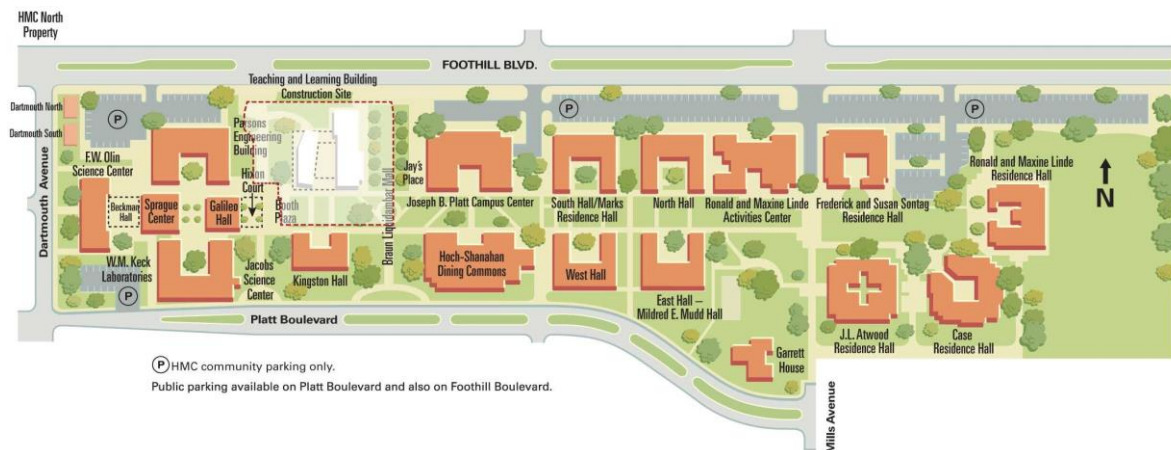 HMC North
Property
FOOTHILL BLVD.
Teaching and Learning Building
Construction Site
Dartmouth North
Dartmouth South
P
P
P
Parsons
Engineering
Building
F.W. Olin
Science Center
Dartmouth Avenue
Hixon
Court
Jay's
Place
Joseph B. Platt Campus Center
South Hall/Marks
Residence Hall
North Hall
Ronald and Maxine Linde
Activities Center
Frederick and Susan Sontag
Residence Hall
Ronald and Maxine Linde
Residence Hall
N
Beckman
Hall
Sprague
Center
Galileo
Hall
Booth
Plaza
Braun Liquidambar Mall
W.M. Keck
Laboratories
P
Jacobs
Science
Center
Kingston Hall
Hoch-Shanahan
Dining Commons
West Hall
East Hall –
Mildred E. Mudd Hall
J.L. Atwood
Residence Hall
Case
Residence Hall
Platt Boulevard
Garrett
House
Mills Avenue
P HMC community parking only.
Public parking available on Platt Boulevard and also on Foothill Boulevard.